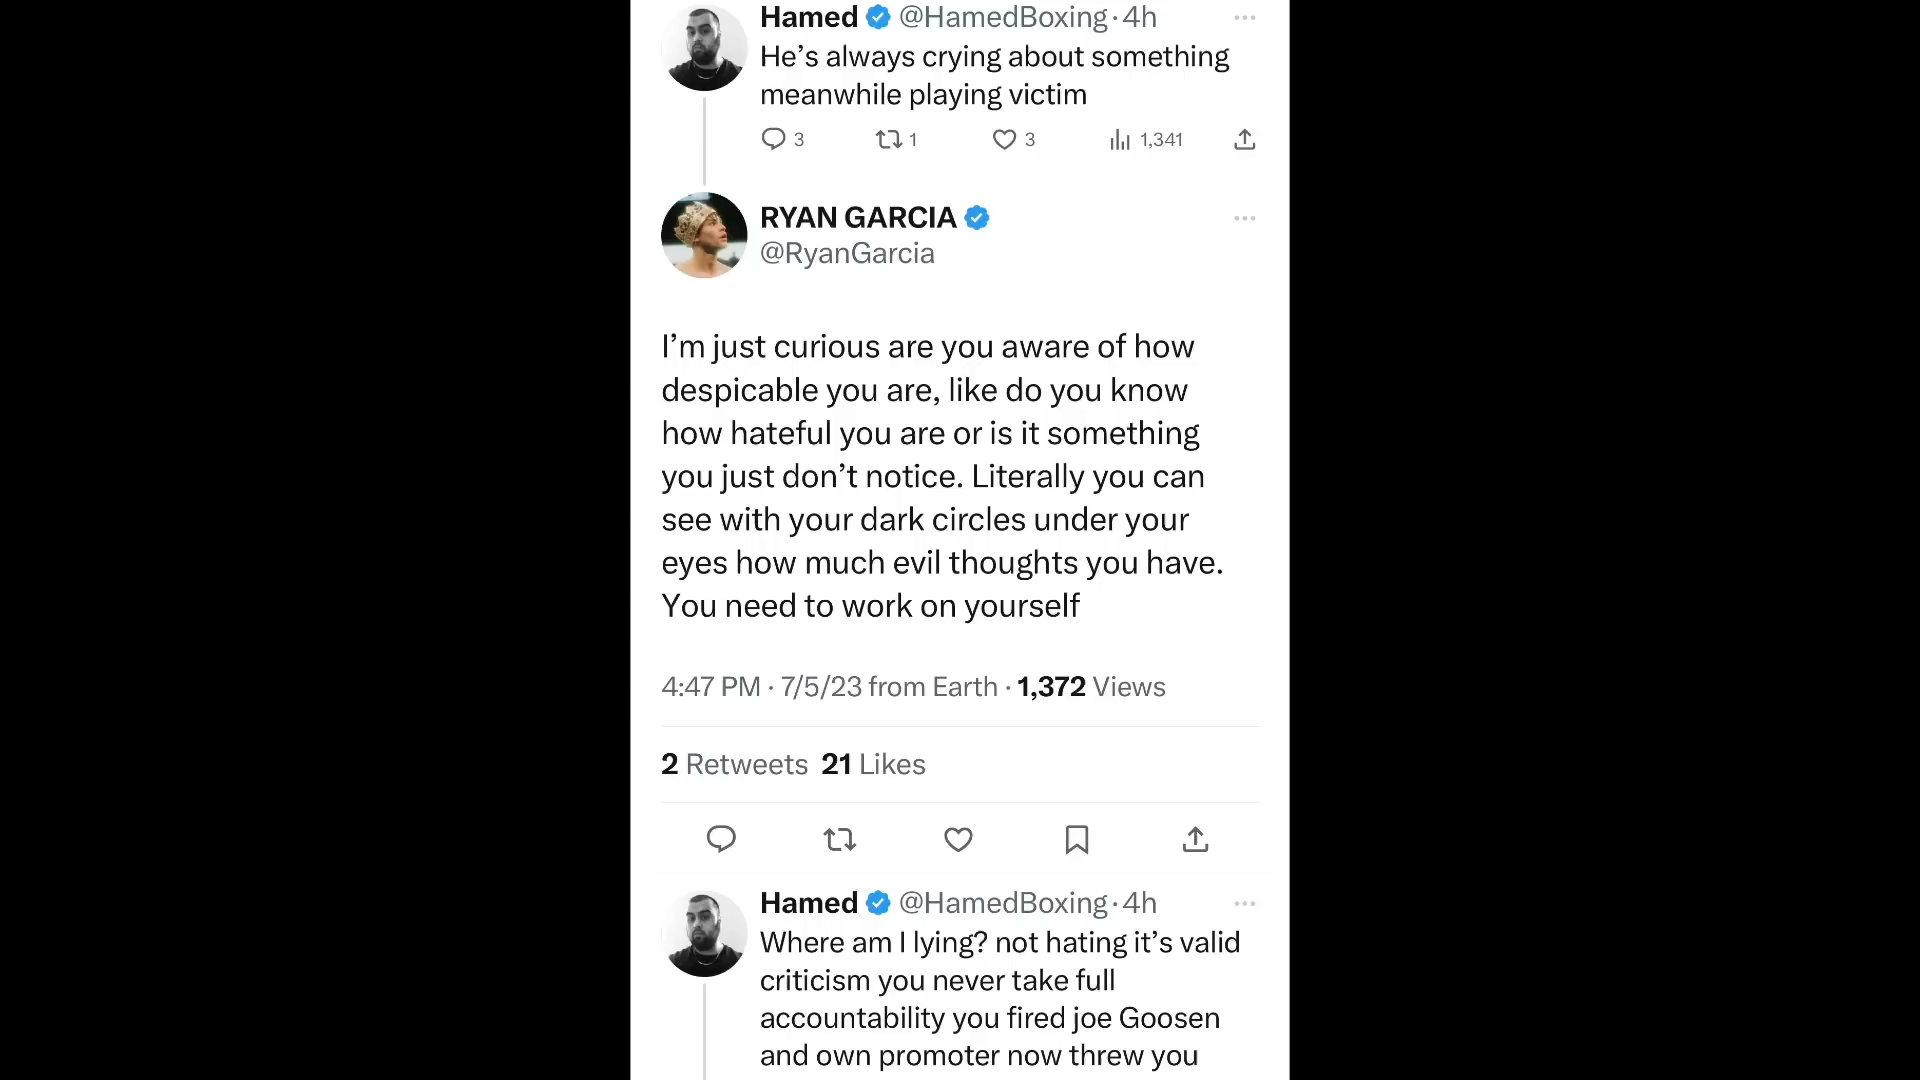 Hamed @HamedBoxing · 4h
He's always crying about something
meanwhile playing victim
3 1 3 1,341
RYAN GARCIA
@RyanGarcia
I'm just curious are you aware of how
despicable you are, like do you know
how hateful you are or is it something
you just don't notice. Literally you can
see with your dark circles under your
eyes how much evil thoughts you have.
You need to work on yourself
4:47 PM · 7/5/23 from Earth · 1,372 Views
2 Retweets 21 Likes
Hamed @HamedBoxing · 4h
Where am I lying? not hating it's valid
criticism you never take full
accountability you fired joe Goosen
and own promoter now threw you